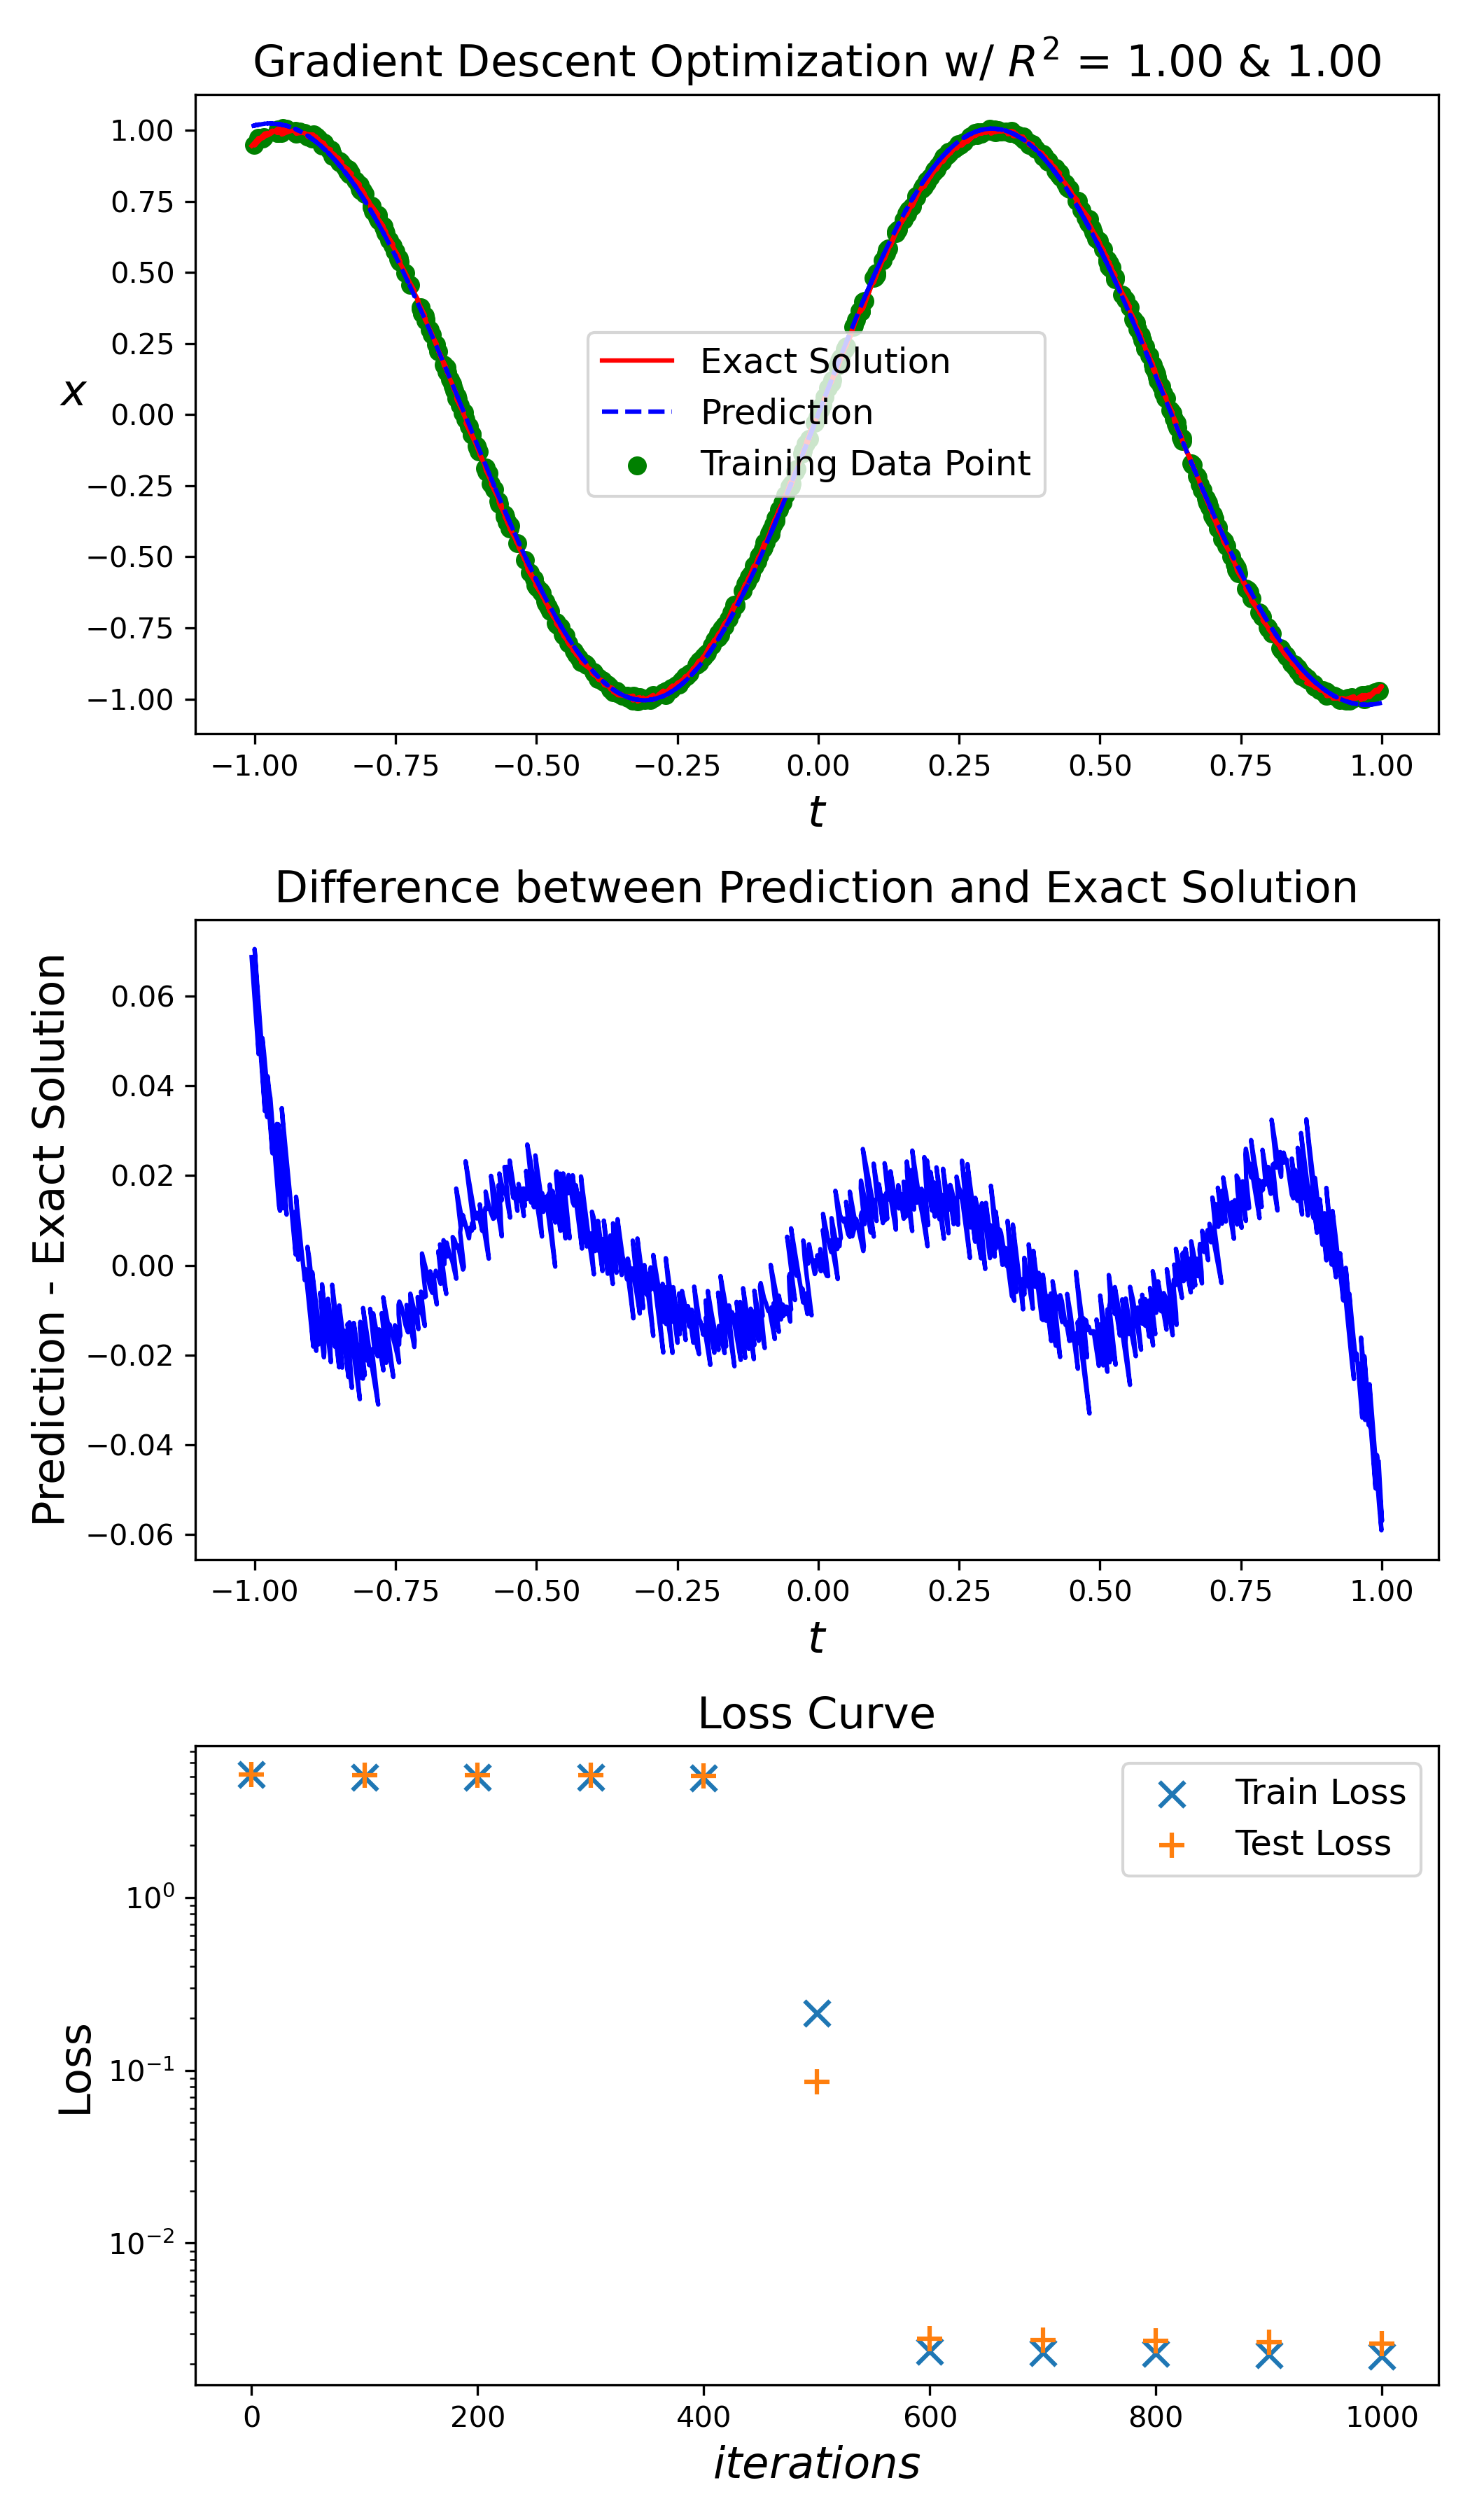 Gradient Descent Optimization w/ R² = 1.00 & 1.00
1.00
0.75
0.50
0.25
0.00
−0.25
−0.50
−0.75
−1.00
x
Exact Solution
Prediction
Training Data Point
−1.00 −0.75 −0.50 −0.25 0.00 0.25 0.50 0.75 1.00
t
Difference between Prediction and Exact Solution
Prediction - Exact Solution
0.06
0.04
0.02
0.00
−0.02
−0.04
−0.06
−1.00 −0.75 −0.50 −0.25 0.00 0.25 0.50 0.75 1.00
t
Loss Curve
Loss
10⁰
10⁻¹
10⁻²
Train Loss
Test Loss
0 200 400 600 800 1000
iterations